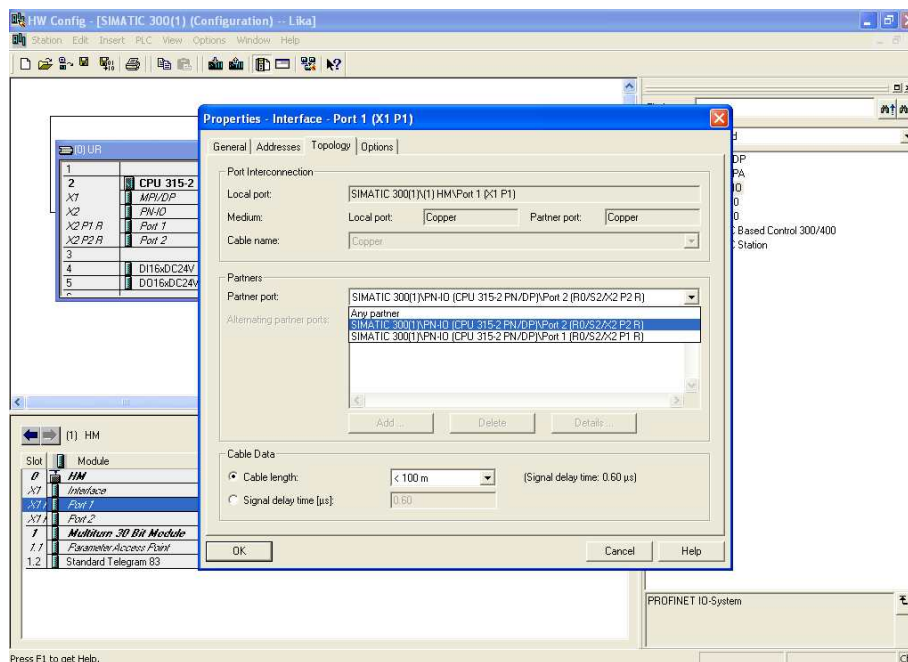 HW Config - [SIMATIC 300(1) (Configuration) -- Lika]
Station Edit Insert PLC View Options Window Help
(0) UR
1
2 CPU 315-2
X1 MPI/DP
X2 PN-IO
X2 P1 R Port 1
X2 P2 R Port 2
3
4 DI16xDC24V
5 DO16xDC24V
Properties - Interface - Port 1 (X1 P1)
General Addresses Topology Options
Port Interconnection
Local port: SIMATIC 300(1)\(1) HM\Port 1 (X1 P1)
Medium: Local port: Copper Partner port: Copper
Cable name: Copper
Partners
Partner port: SIMATIC 300(1)\PN-IO (CPU 315-2 PN/DP)\Port 2 (R0/S2/X2 P2 R)
Any partner
Alternating partner ports: SIMATIC 300(1)\PN-IO (CPU 315-2 PN/DP)\Port 2 (R0/S2/X2 P2 R)
SIMATIC 300(1)\PN-IO (CPU 315-2 PN/DP)\Port 1 (R0/S2/X2 P1 R)
Add ... Delete Details...
Cable Data
Cable length: < 100 m (Signal delay time: 0.60 µs)
Signal delay time [µs]: 0.60
OK Cancel Help
DP
PA
IO
0
0
Based Control 300/400
Station
(1) HM
Slot Module
0 HM
X1 Interface
X1 Port 1
X1 Port 2
1 Multiturn 30 Bit Module
1.1 Parameter Access Point
1.2 Standard Telegram 83
PROFINET IO-System
Press F1 to get Help.